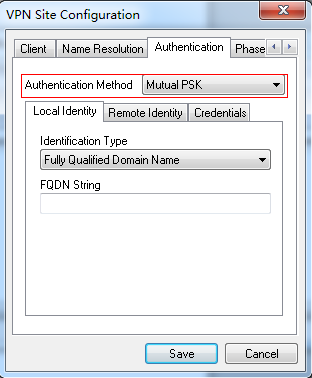 VPN Site Configuration
Client Name Resolution Authentication Phase
Authentication Method Mutual PSK
Local Identity Remote Identity Credentials
Identification Type
Fully Qualified Domain Name
FQDN String
Save Cancel